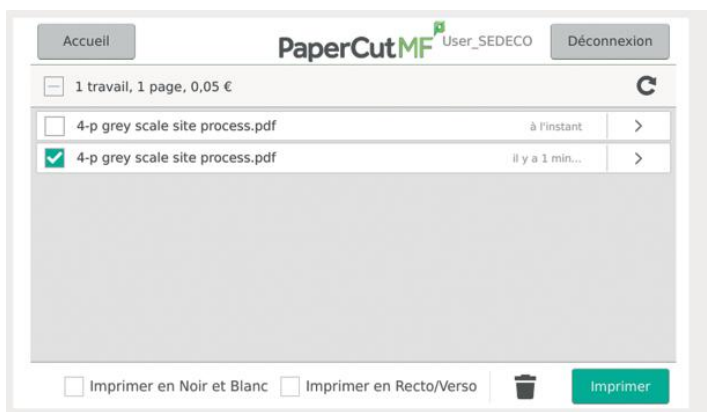 Accueil
PaperCutMF
User_SEDECO
Déconnexion
1 travail, 1 page, 0,05 €
4-p grey scale site process.pdf à l'instant
4-p grey scale site process.pdf il y a 1 min...
Imprimer en Noir et Blanc
Imprimer en Recto/Verso
Imprimer